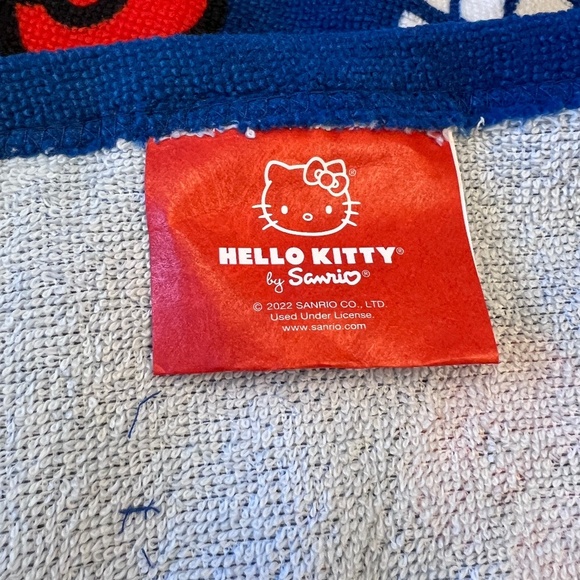 ®
HELLO KITTY®
by Sanrio®
© 2022 SANRIO CO., LTD.
Used Under License.
www.sanrio.com